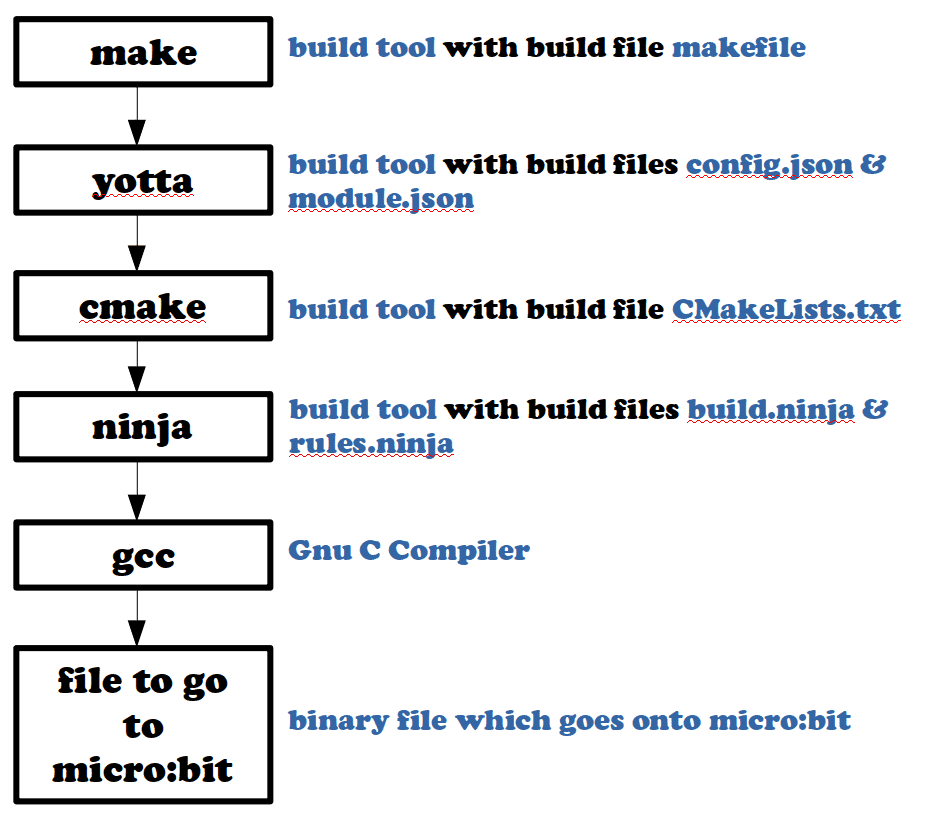 make
build tool with build file makefile
yotta
build tool with build files config.json &
module.json
cmake
build tool with build file CMakeLists.txt
ninja
build tool with build files build.ninja &
rules.ninja
gcc
Gnu C Compiler
file to go
to
micro:bit
binary file which goes onto micro:bit